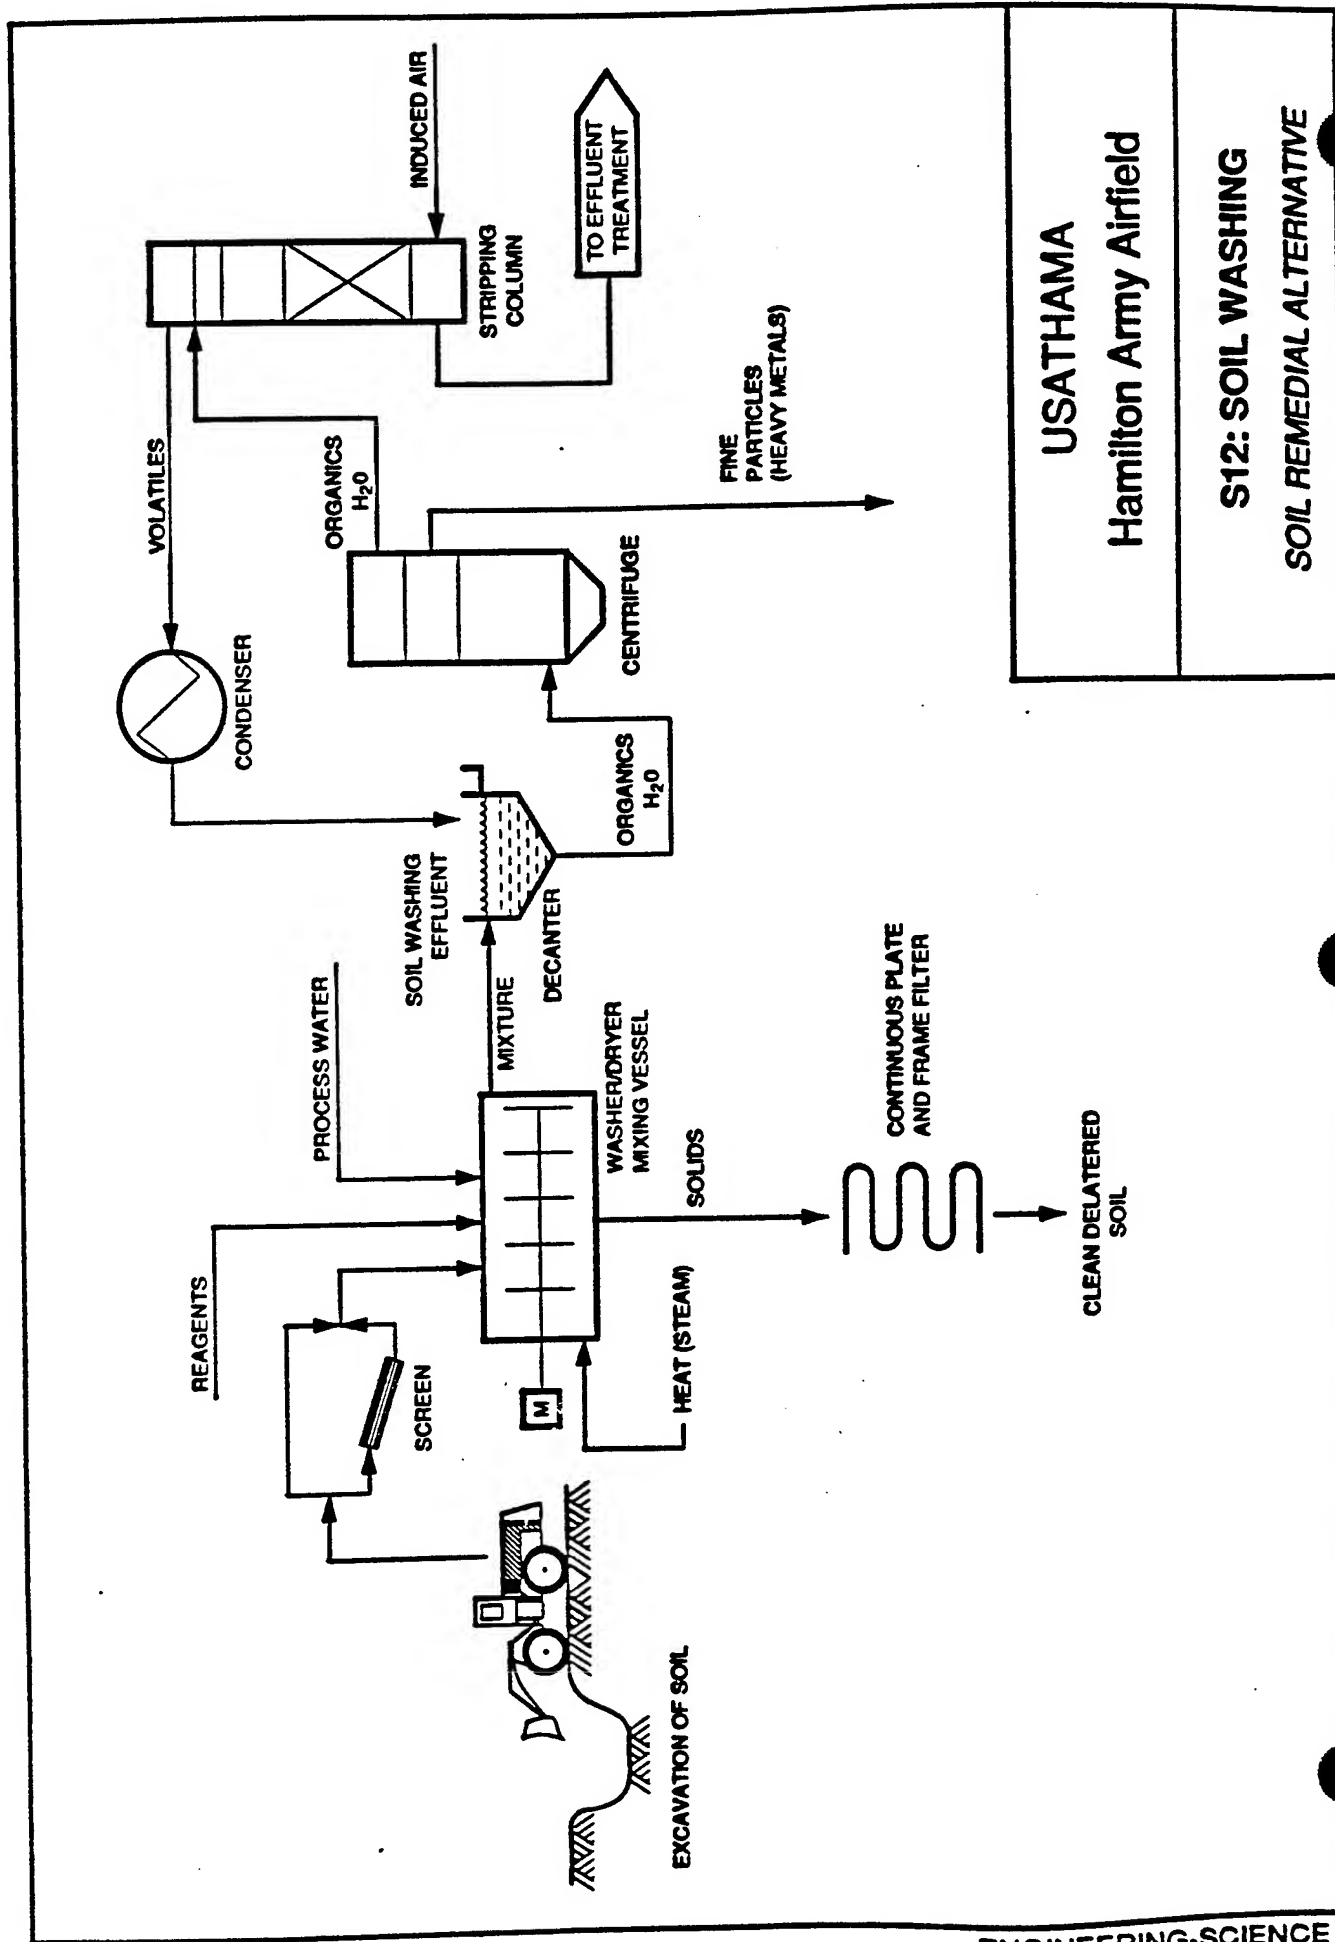 INDUCED AIR
VOLATILES
STRIPPING
COLUMN
TO EFFLUENT
TREATMENT
ORGANICS
H₂O
CONDENSER
CENTRIFUGE
FINE
PARTICLES
(HEAVY METALS)
SOIL WASHING
EFFLUENT
DECANTER
ORGANICS
H₂O
PROCESS WATER
REAGENTS
MIXTURE
SCREEN
M
WASHER/DRYER
MIXING VESSEL
HEAT (STEAM)
SOLIDS
CONTINUOUS PLATE
AND FRAME FILTER
CLEAN DELATERED
SOIL
EXCAVATION OF SOIL
USATHAMA
Hamilton Army Airfield
S12: SOIL WASHING
SOIL REMEDIAL ALTERNATIVE
ENGINEERING-SCIENCE